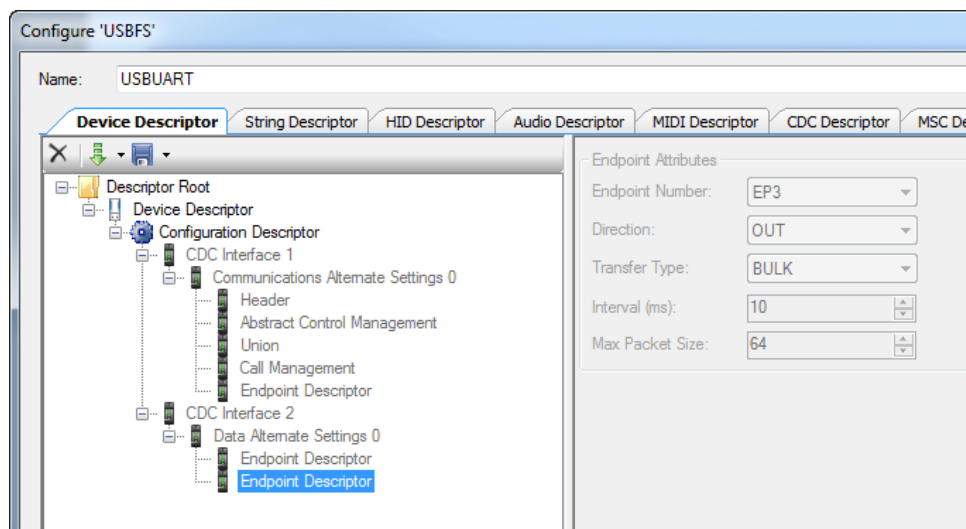 Configure 'USBFS'
Name: USBUART
Device Descriptor String Descriptor HID Descriptor Audio Descriptor MIDI Descriptor CDC Descriptor MSC De
Descriptor Root
Device Descriptor
Configuration Descriptor
CDC Interface 1
Communications Alternate Settings 0
Header
Abstract Control Management
Union
Call Management
Endpoint Descriptor
CDC Interface 2
Data Alternate Settings 0
Endpoint Descriptor
Endpoint Descriptor
Endpoint Attributes
Endpoint Number: EP3
Direction: OUT
Transfer Type: BULK
Interval (ms): 10
Max Packet Size: 64